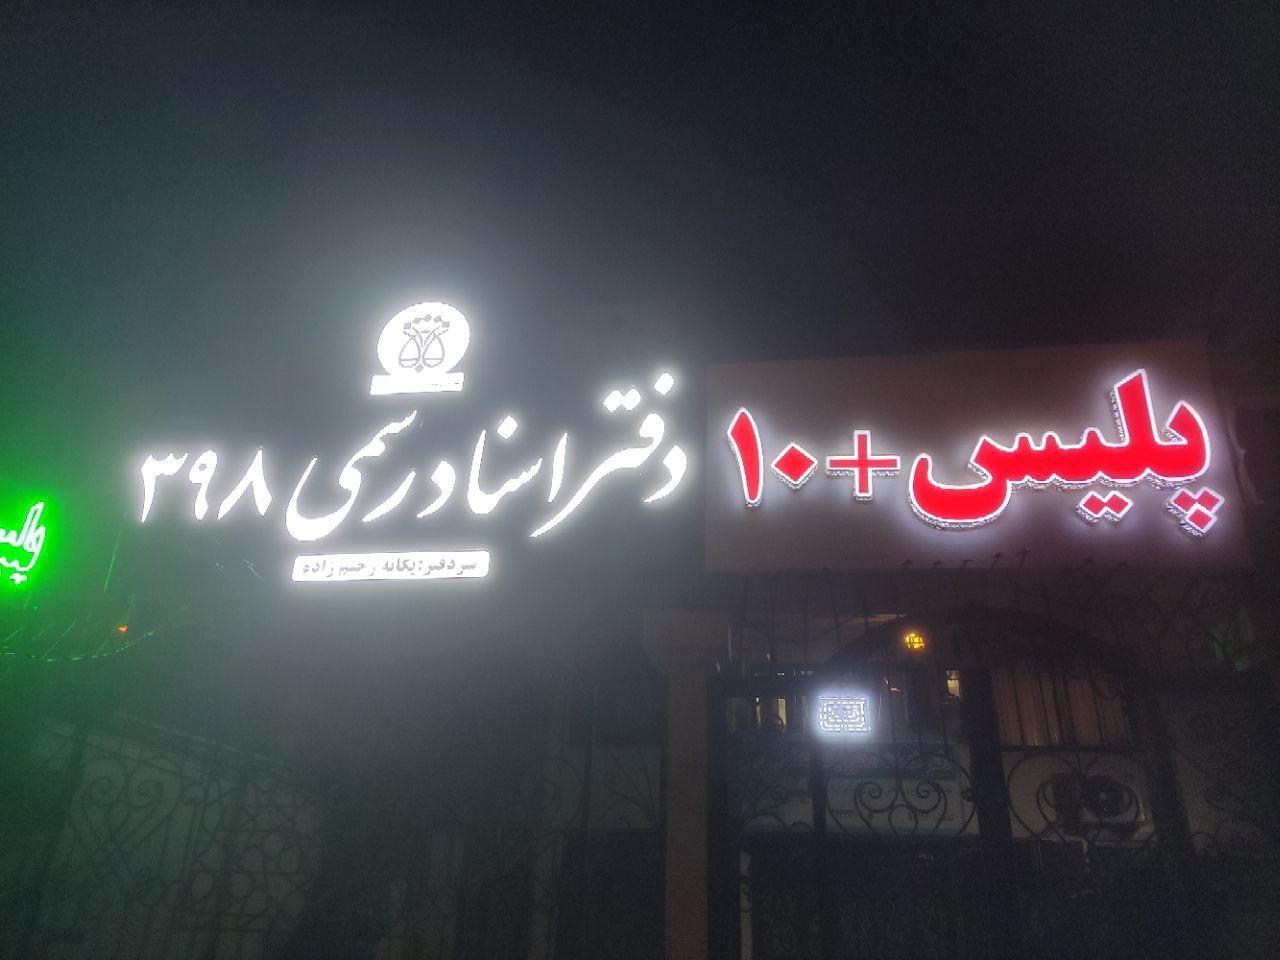 پلیس +۱۰
دفتر اسناد رسمی ۳۹۸
سردفتر: یگانه رحیم زاده